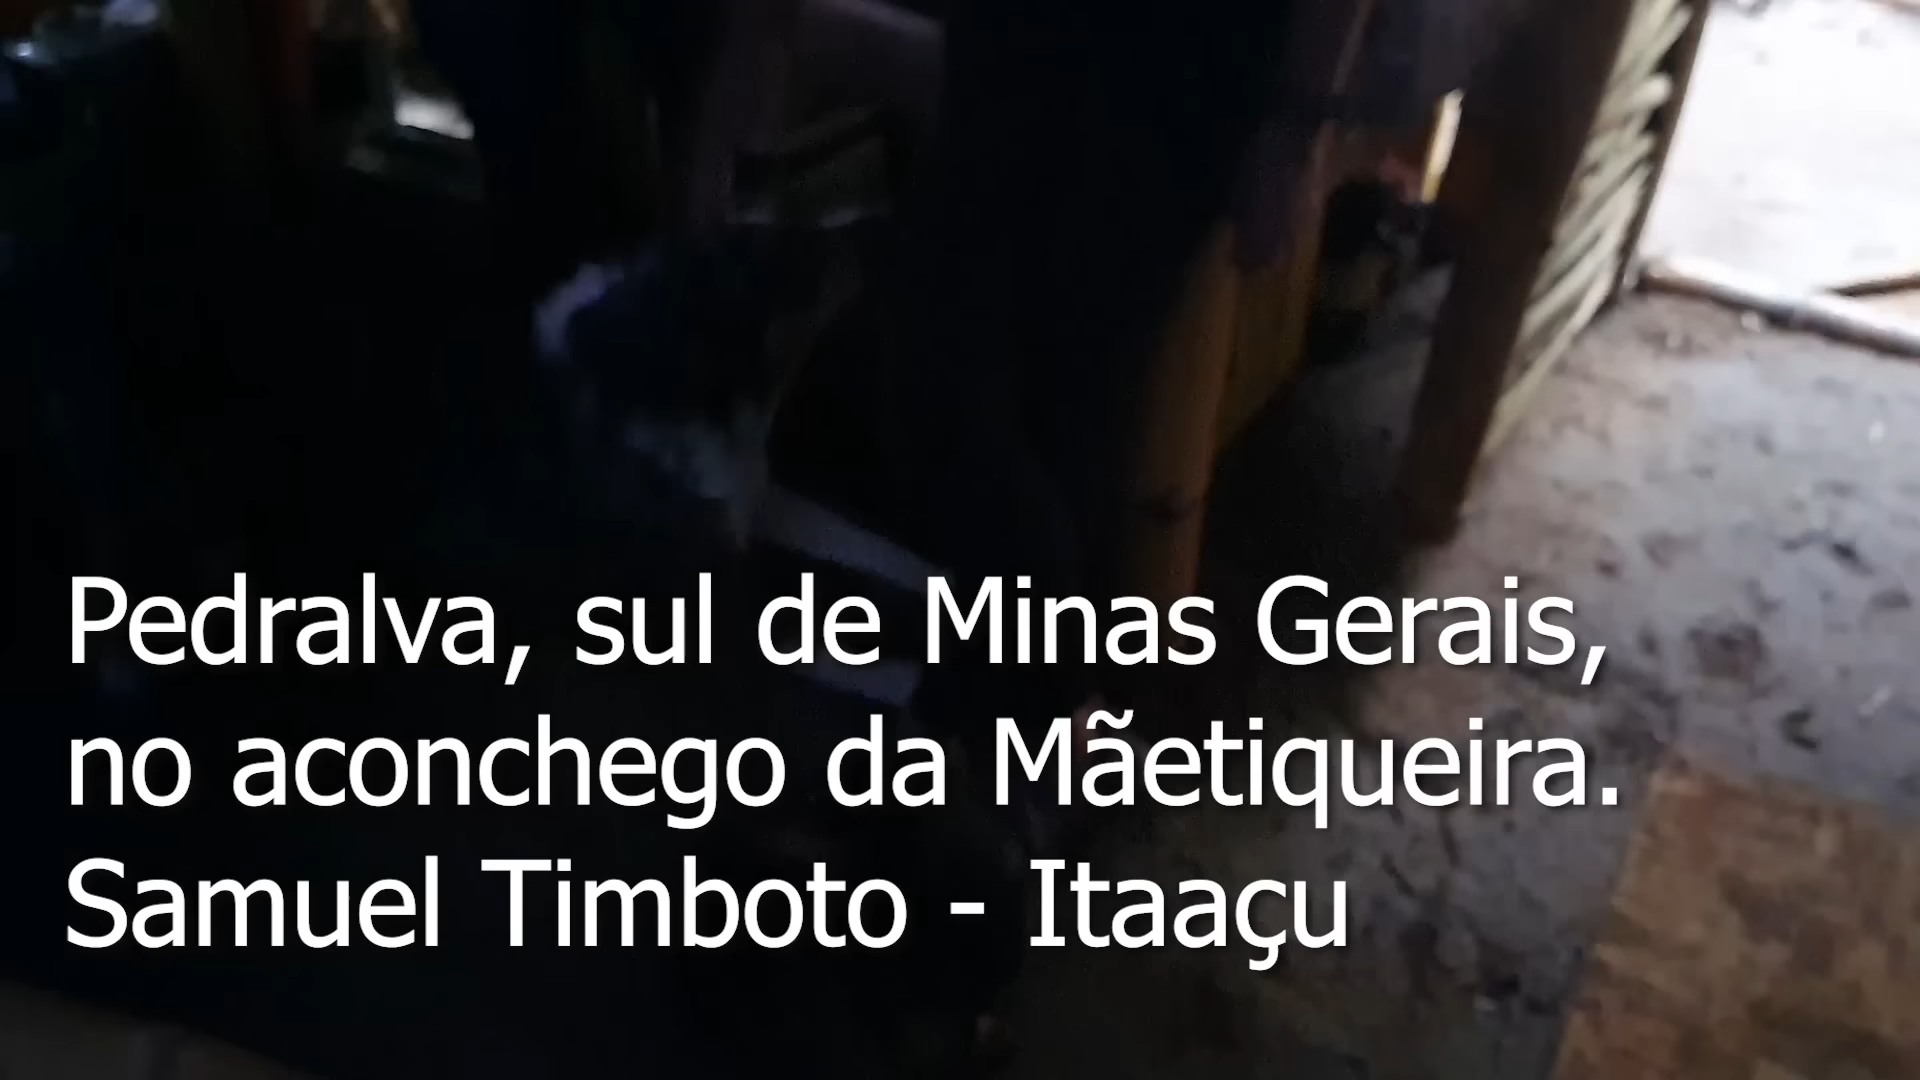 Pedralva, sul de Minas Gerais,
no aconchego da Mãetiqueira.
Samuel Timboto - Itaaçu